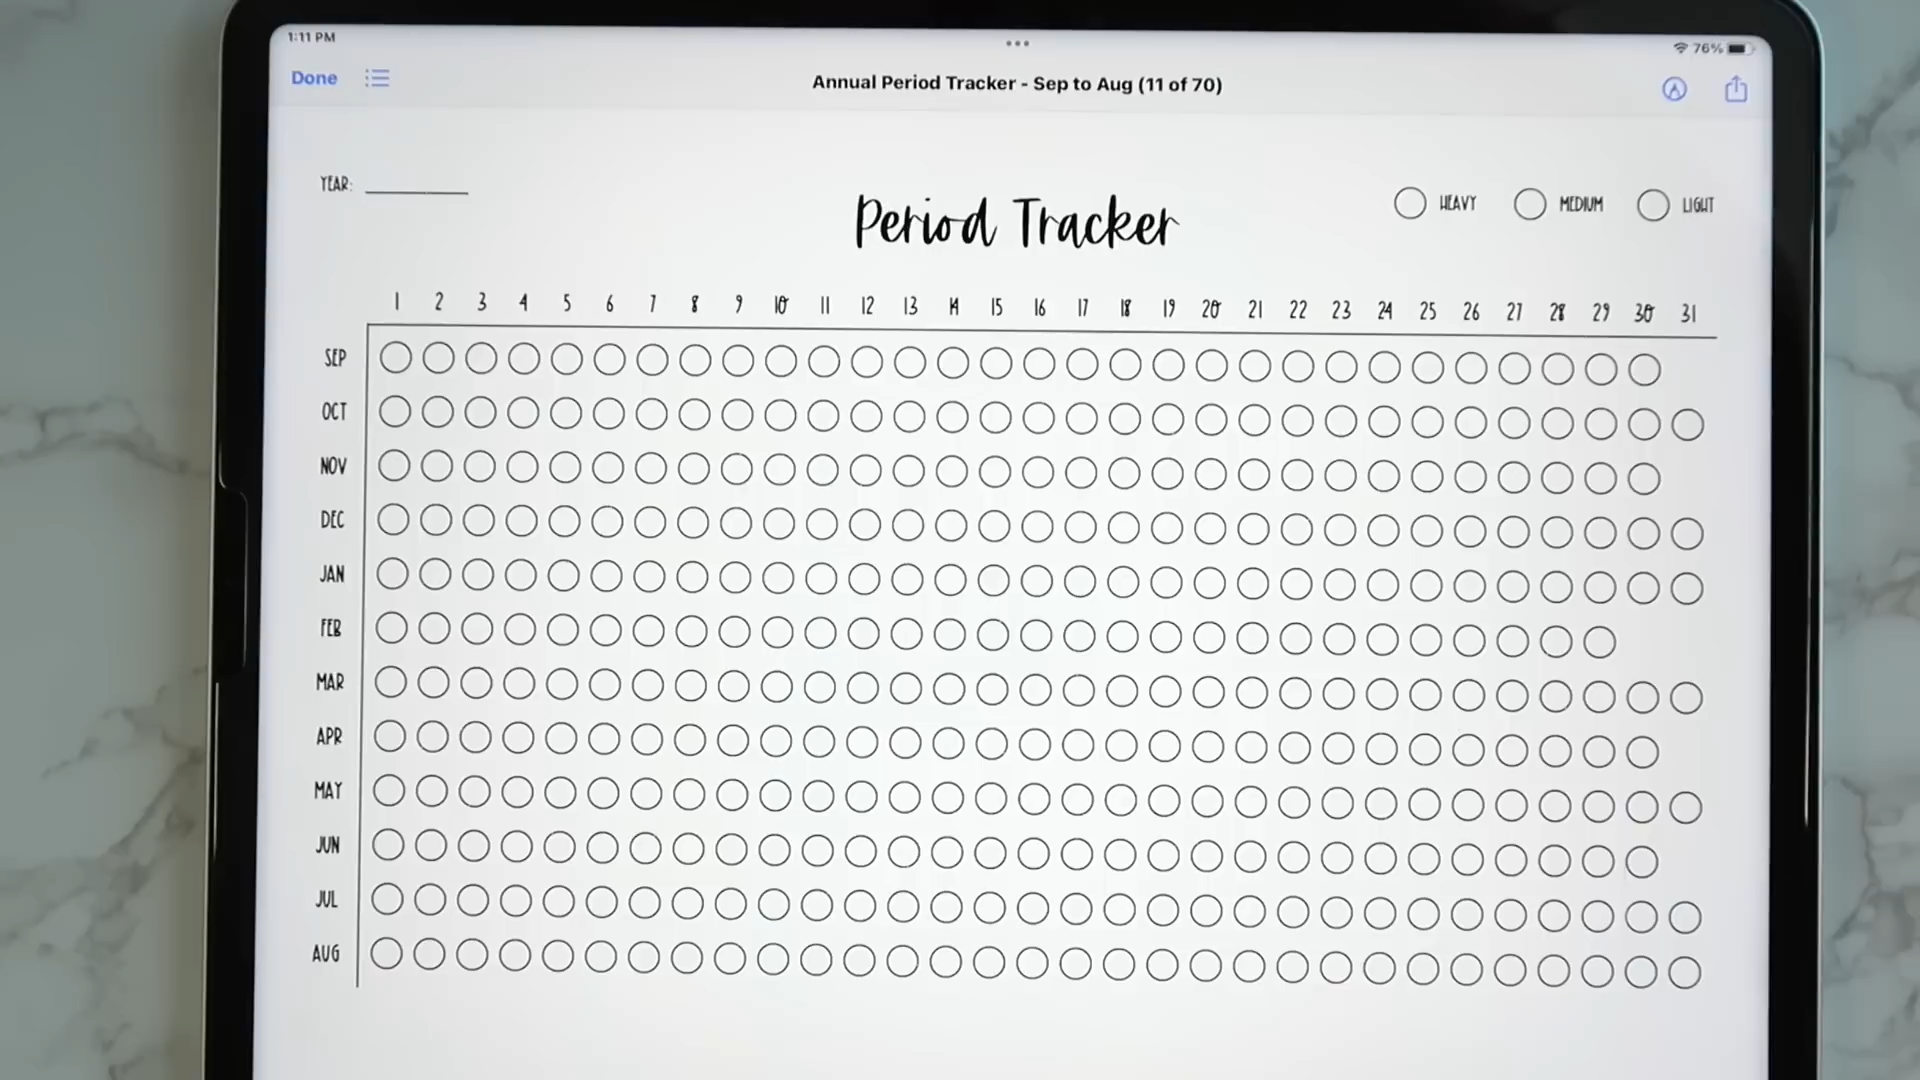 1:11 PM
76%
Done
Annual Period Tracker - Sep to Aug (11 of 70)
YEAR: ________
Period Tracker
HEAVY MEDIUM LIGHT
1 2 3 4 5 6 7 8 9 10 11 12 13 14 15 16 17 18 19 20 21 22 23 24 25 26 27 28 29 30 31
SEP
OCT
NOV
DEC
JAN
FEB
MAR
APR
MAY
JUN
JUL
AUG